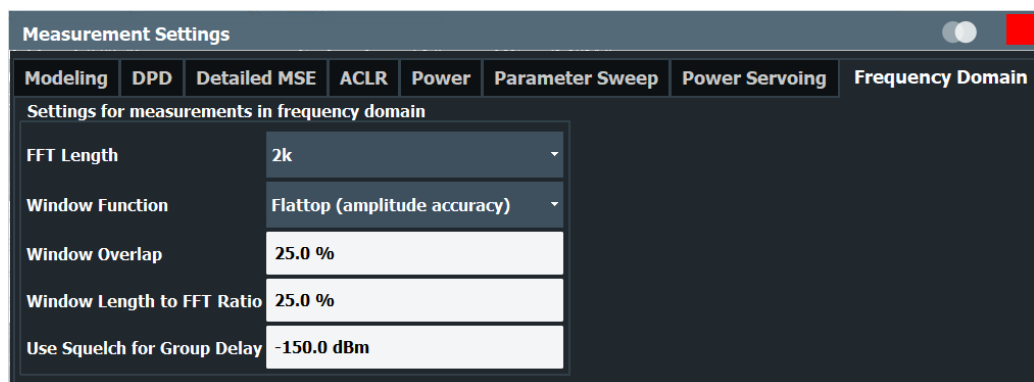 Measurement Settings
Modeling DPD Detailed MSE ACLR Power Parameter Sweep Power Servoing Frequency Domain
Settings for measurements in frequency domain
FFT Length 2k
Window Function Flattop (amplitude accuracy)
Window Overlap 25.0 %
Window Length to FFT Ratio 25.0 %
Use Squelch for Group Delay -150.0 dBm